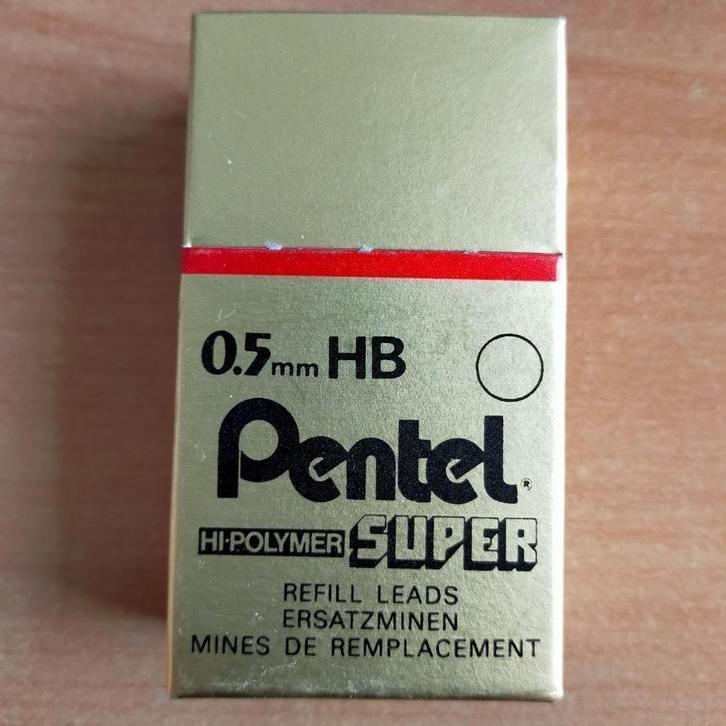 0.5mm HB
Pentel®
HI-POLYMER SUPER
REFILL LEADS
ERSATZMINEN
MINES DE REMPLACEMENT